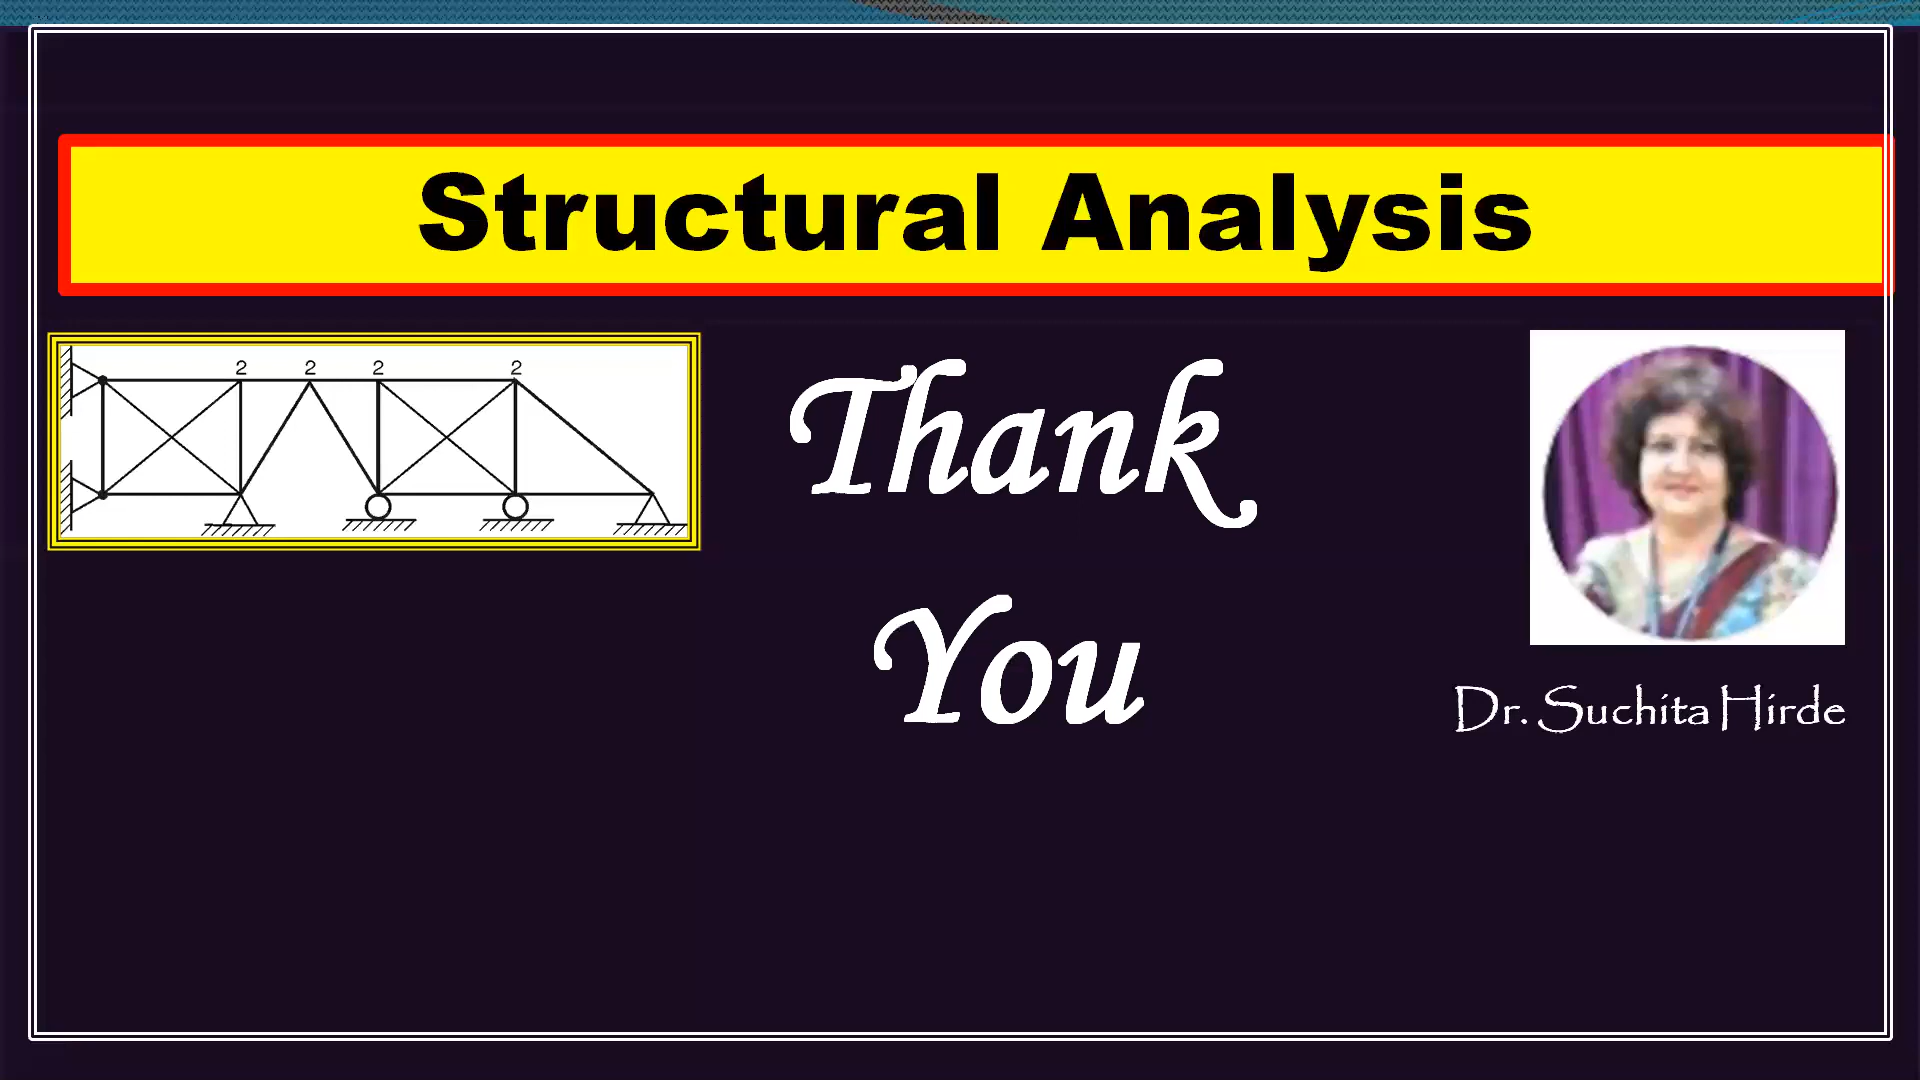 Structural Analysis
2 2 2 2
Thank
You
Dr. Suchita Hirde